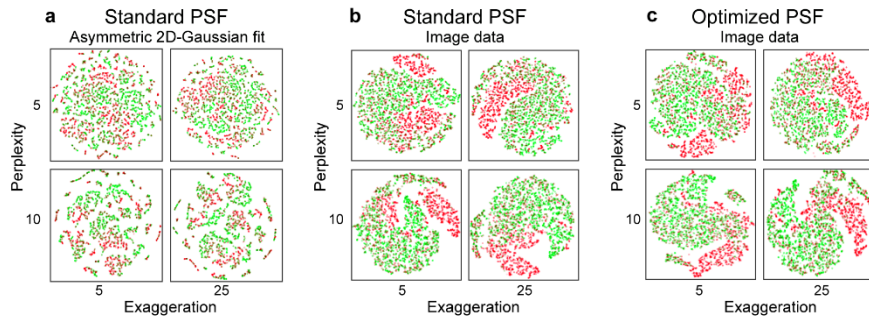 a Standard PSF
Asymmetric 2D-Gaussian fit
Perplexity
5
10
5 25
Exaggeration
b Standard PSF
Image data
Perplexity
5
10
5 25
Exaggeration
c Optimized PSF
Image data
Perplexity
5
10
5 25
Exaggeration